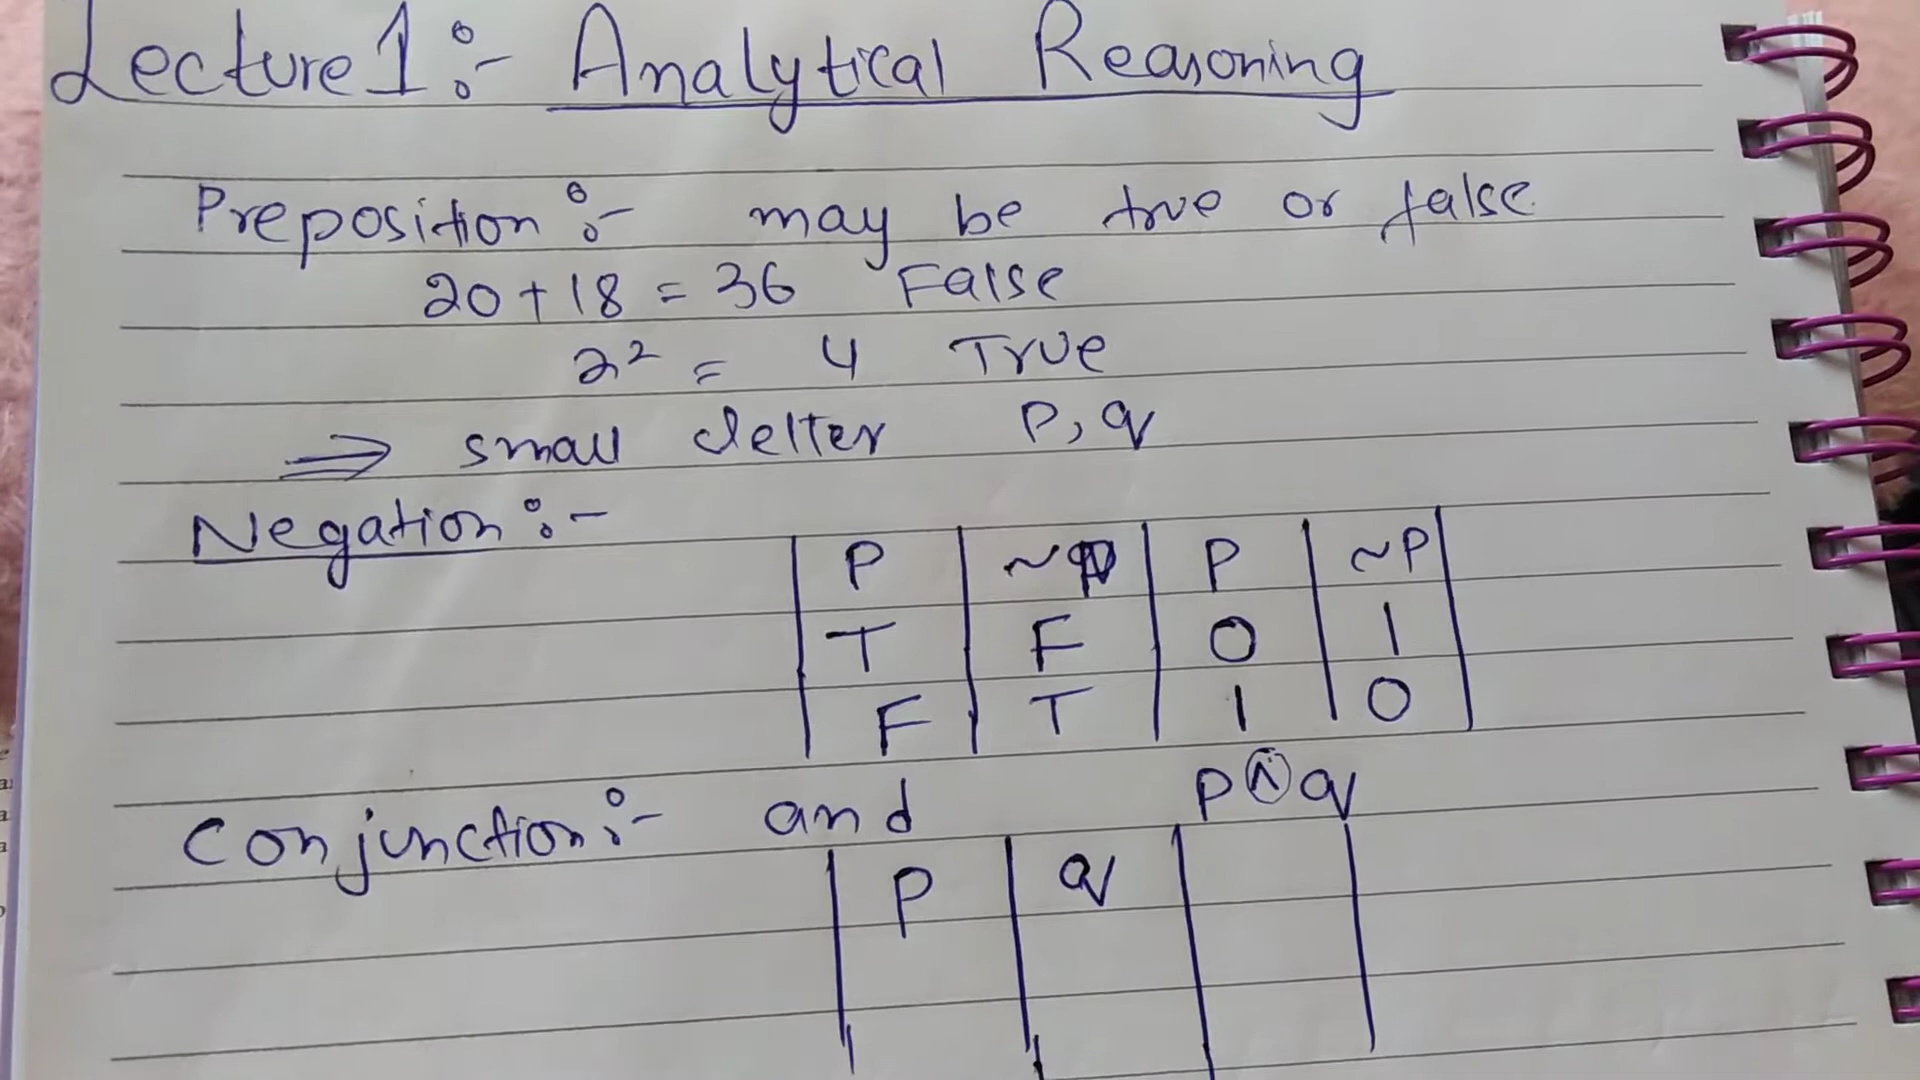 Lecture 1 :- Analytical Reasoning
Preposition :- may be true or false
20 + 18 = 36 False
2² = 4 True
⇒ small letter P, q
Negation :-
P ~p P ~P
T F 0 1
F T 1 0
Conjunction :- and P ∧ q
P q